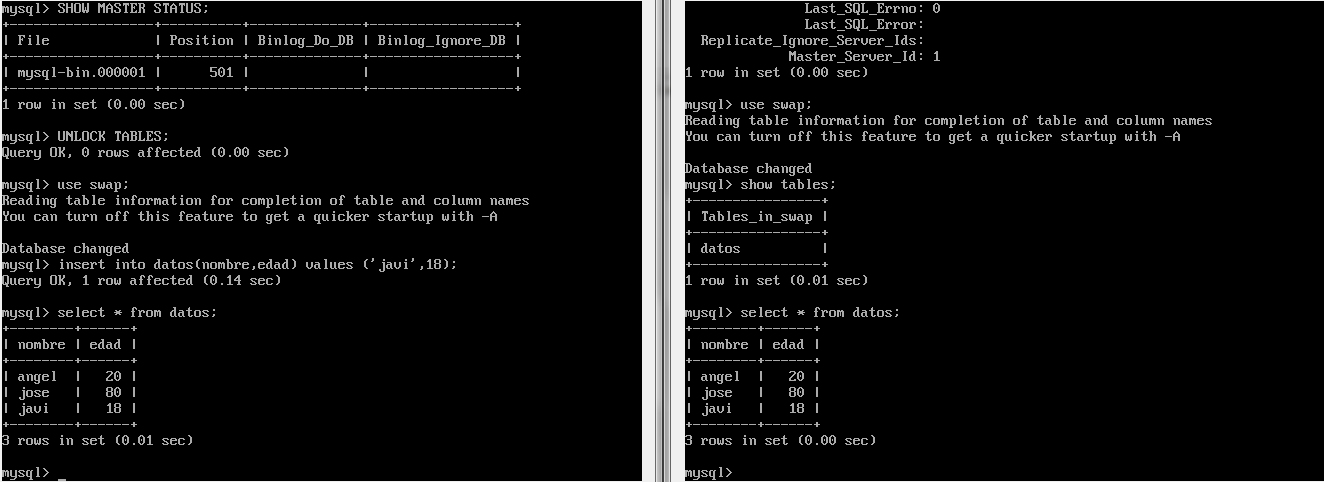 mysql> SHOW MASTER STATUS;
+------------------+----------+--------------+------------------+
| File             | Position | Binlog_Do_DB | Binlog_Ignore_DB |
+------------------+----------+--------------+------------------+
| mysql-bin.000001 |      501 |              |                  |
+------------------+----------+--------------+------------------+
1 row in set (0.00 sec)
mysql> UNLOCK TABLES;
Query OK, 0 rows affected (0.00 sec)
mysql> use swap;
Reading table information for completion of table and column names
You can turn off this feature to get a quicker startup with -A
Database changed
mysql> insert into datos(nombre,edad) values ('javi',18);
Query OK, 1 row affected (0.14 sec)
mysql> select * from datos;
+--------+------+
| nombre | edad |
+--------+------+
| angel  |   20 |
| jose   |   80 |
| javi   |   18 |
+--------+------+
3 rows in set (0.01 sec)
mysql> _
Last_SQL_Errno: 0
Last_SQL_Error:
Replicate_Ignore_Server_Ids:
Master_Server_Id: 1
1 row in set (0.00 sec)
mysql> use swap;
Reading table information for completion of table and column names
You can turn off this feature to get a quicker startup with -A
Database changed
mysql> show tables;
+----------------+
| Tables_in_swap |
+----------------+
| datos          |
+----------------+
1 row in set (0.01 sec)
mysql> select * from datos;
+--------+------+
| nombre | edad |
+--------+------+
| angel  |   20 |
| jose   |   80 |
| javi   |   18 |
+--------+------+
3 rows in set (0.00 sec)
mysql>